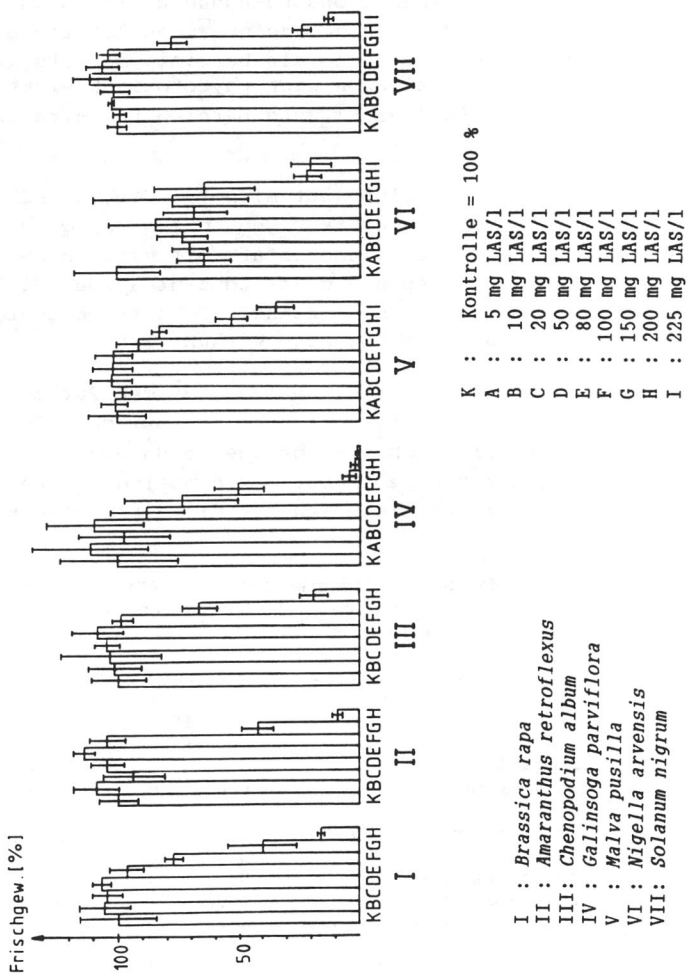 Frischgew.[%]
100
50
KBCDEFGH KBCDEFGH KBCDEFGH KABCDEFGHI KABCDEFGHI KABCDEFGHI KABCDEFGHI
I II III IV V VI VII
I : Brassica rapa
II : Amaranthus retroflexus
III: Chenopodium album
IV : Galinsoga parviflora
V : Malva pusilla
VI : Nigella arvensis
VII: Solanum nigrum
K : Kontrolle = 100 %
A : 5 mg LAS/l
B : 10 mg LAS/l
C : 20 mg LAS/l
D : 50 mg LAS/l
E : 80 mg LAS/l
F : 100 mg LAS/l
G : 150 mg LAS/l
H : 200 mg LAS/l
I : 225 mg LAS/l